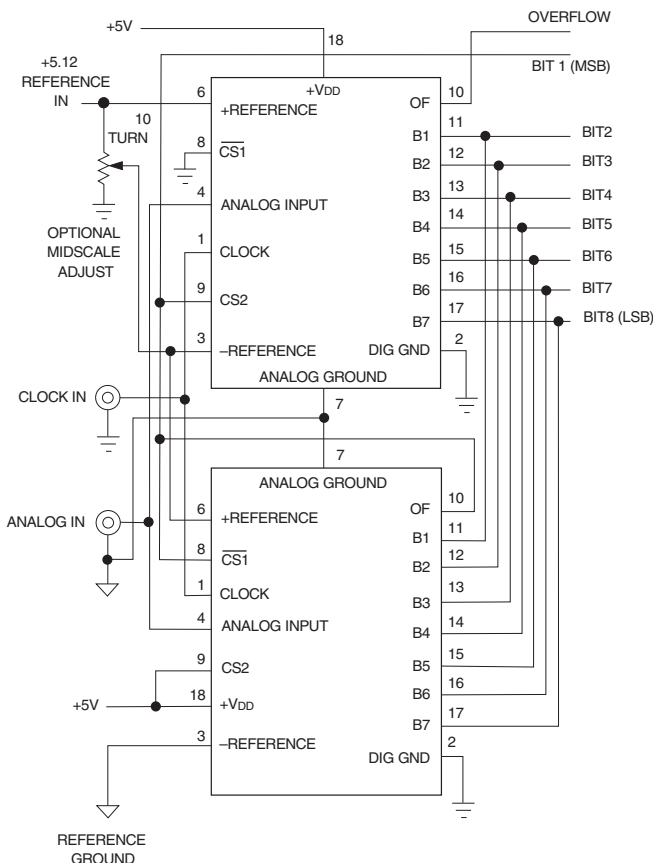 OVERFLOW
+5V
18
BIT 1 (MSB)
+5.12
REFERENCE
IN
+VDD
10
6
+REFERENCE
OF
10
TURN
11
B1
BIT2
8
CS1
12
B2
BIT3
13
B3
BIT4
4
ANALOG INPUT
14
B4
BIT5
OPTIONAL
MIDSCALE
ADJUST
1
CLOCK
15
B5
BIT6
9
CS2
16
B6
BIT7
17
B7
BIT8 (LSB)
3
–REFERENCE
2
DIG GND
ANALOG GROUND
CLOCK IN
7
7
ANALOG GROUND
10
OF
6
+REFERENCE
ANALOG IN
11
B1
8
CS1
12
B2
1
CLOCK
13
B3
4
ANALOG INPUT
14
B4
9
CS2
15
B5
+5V
18
+VDD
16
B6
17
B7
3
–REFERENCE
2
DIG GND
REFERENCE
GROUND